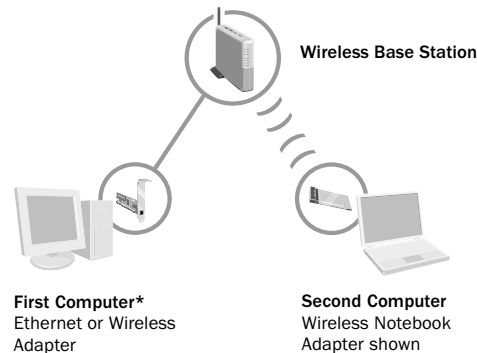 Wireless Base Station
First Computer*
Ethernet or Wireless
Adapter
Second Computer
Wireless Notebook
Adapter shown